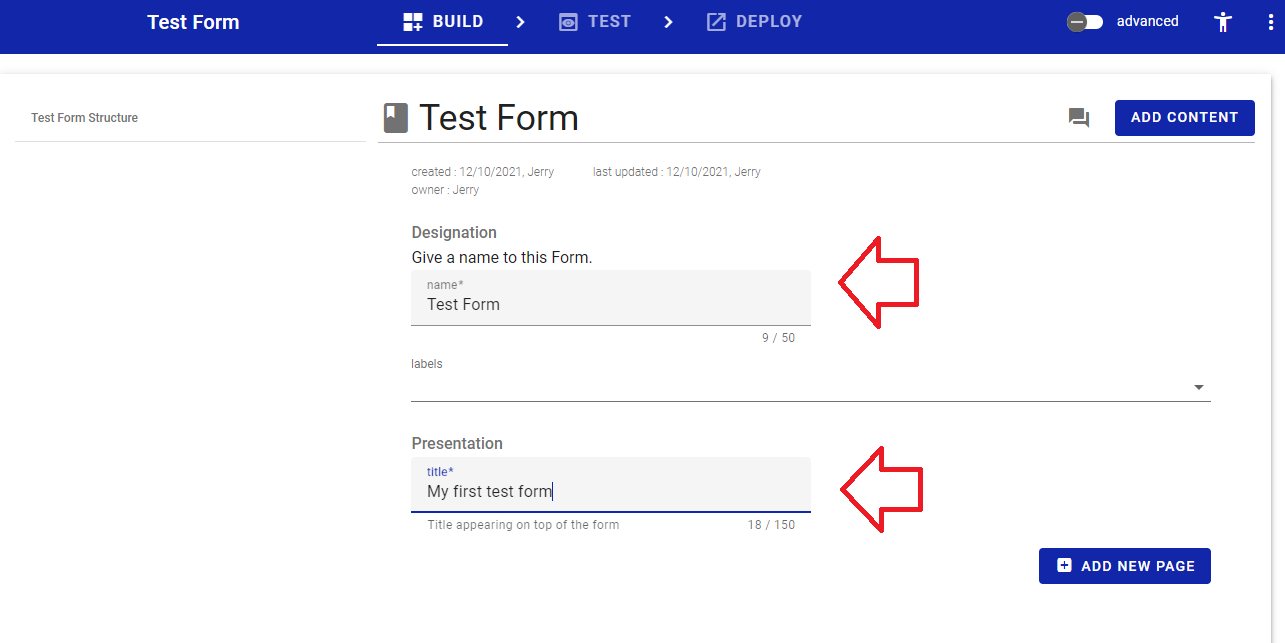 Test Form
BUILD
TEST
DEPLOY
advanced
Test Form Structure
Test Form
ADD CONTENT
created : 12/10/2021, Jerry
last updated : 12/10/2021, Jerry
owner : Jerry
Designation
Give a name to this Form.
name*
Test Form
9 / 50
labels
Presentation
title*
My first test form
Title appearing on top of the form
18 / 150
ADD NEW PAGE